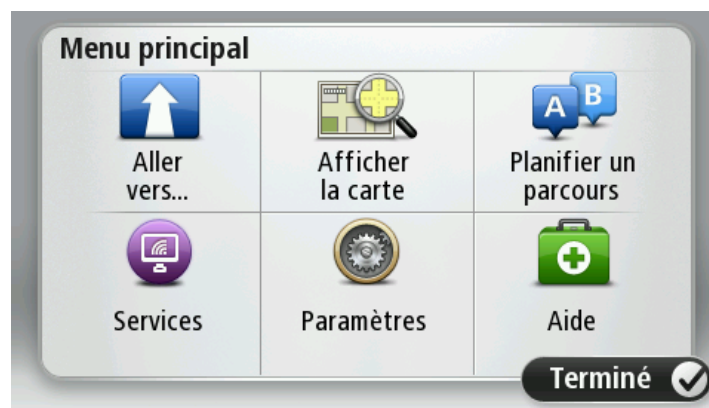 Menu principal
Aller
vers...
Afficher
la carte
A B
Planifier un
parcours
Services
Paramètres
Aide
Terminé